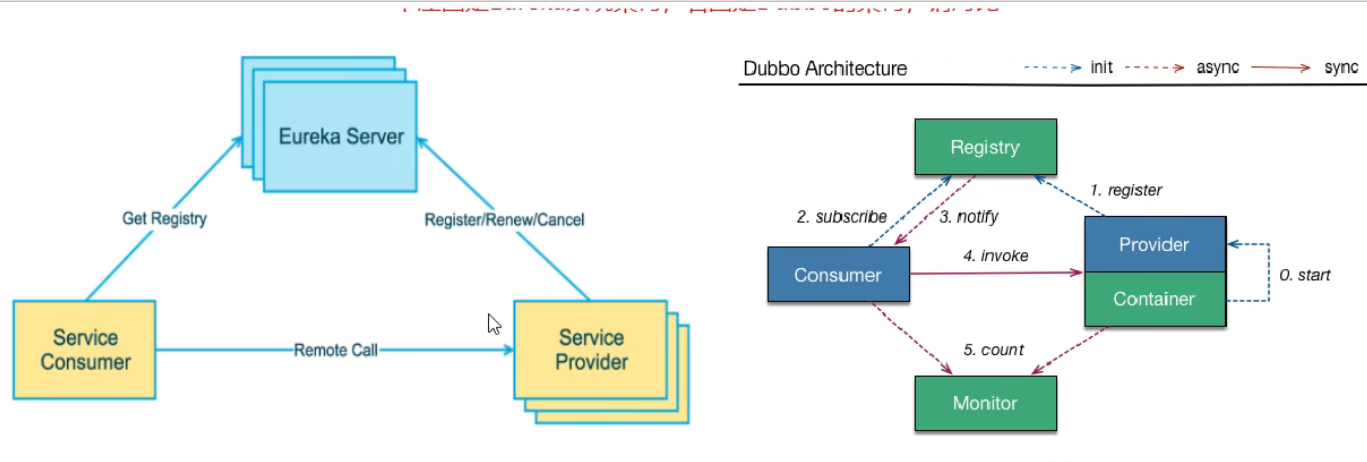 Eureka Server
Get Registry
Register/Renew/Cancel
Service
Consumer
Remote Call
Service
Provider
Dubbo Architecture
init
async
sync
Registry
1. register
2. subscribe
3. notify
Provider
Consumer
4. invoke
Container
0. start
5. count
Monitor